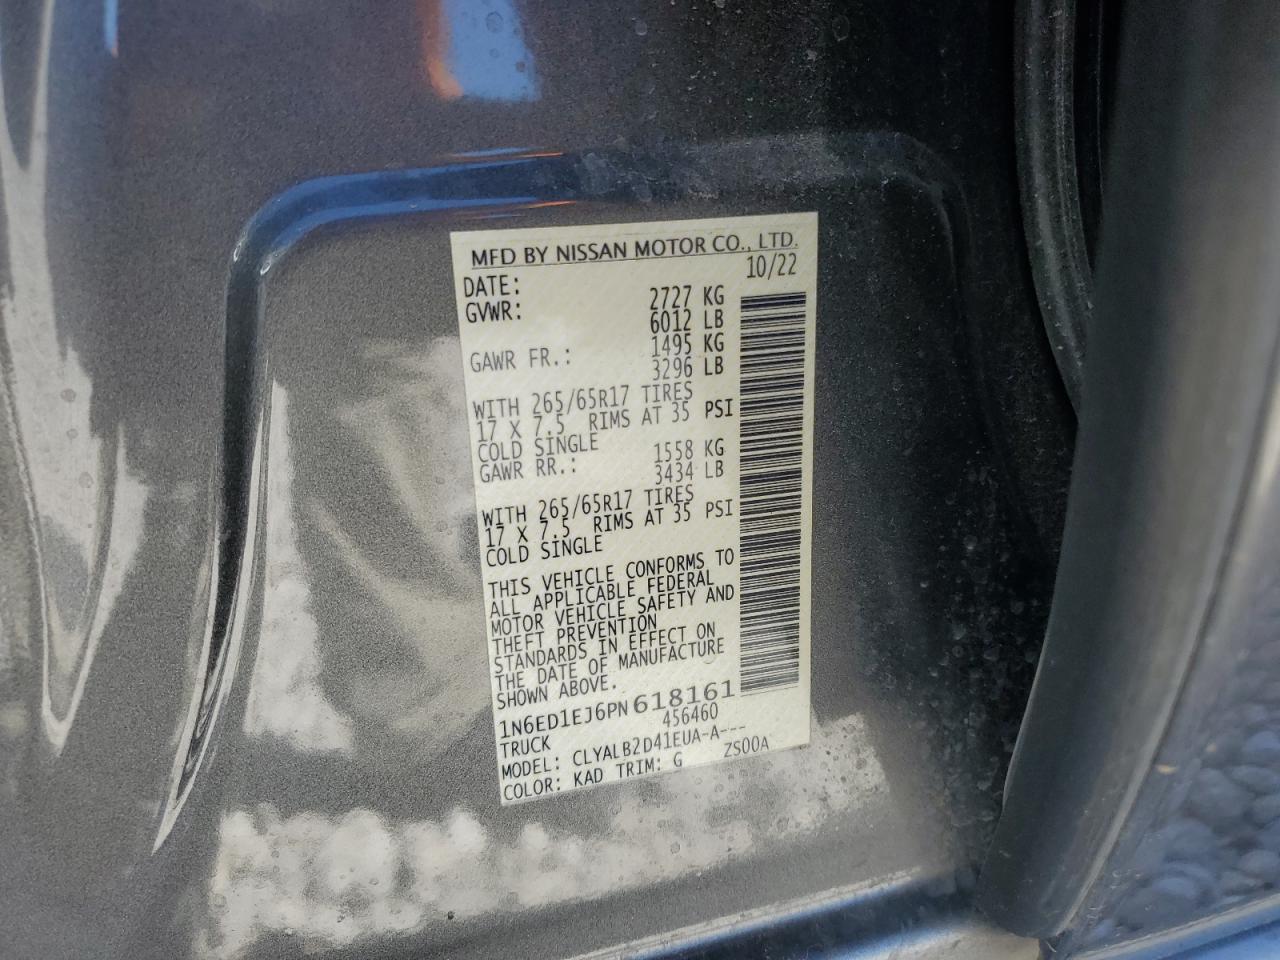 MFD BY NISSAN MOTOR CO., LTD.
DATE: 10/22
GVWR: 2727 KG
6012 LB
GAWR FR.: 1495 KG
3296 LB
WITH 265/65R17 TIRES
17 X 7.5 RIMS AT 35 PSI
COLD SINGLE
GAWR RR.: 1558 KG
3434 LB
WITH 265/65R17 TIRES
17 X 7.5 RIMS AT 35 PSI
COLD SINGLE
THIS VEHICLE CONFORMS TO
ALL APPLICABLE FEDERAL
MOTOR VEHICLE SAFETY AND
THEFT PREVENTION
STANDARDS IN EFFECT ON
THE DATE OF MANUFACTURE
SHOWN ABOVE.
1N6ED1EJ6PN618161
TRUCK 456460
MODEL: CLYALB2D41EUA-A---
COLOR: KAD TRIM: G ZS00A